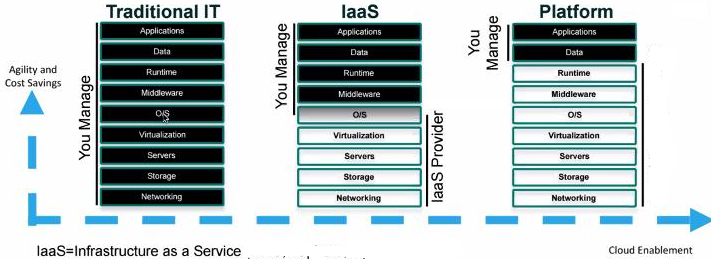 Traditional IT
IaaS
Platform
Applications
Data
Runtime
Middleware
O/S
Virtualization
Servers
Storage
Networking
You Manage
Applications
Data
Runtime
Middleware
O/S
Virtualization
Servers
Storage
Networking
You Manage
IaaS Provider
Applications
Data
Runtime
Middleware
O/S
Virtualization
Servers
Storage
Networking
You
Manage
Agility and
Cost Savings
IaaS=Infrastructure as a Service
Cloud Enablement